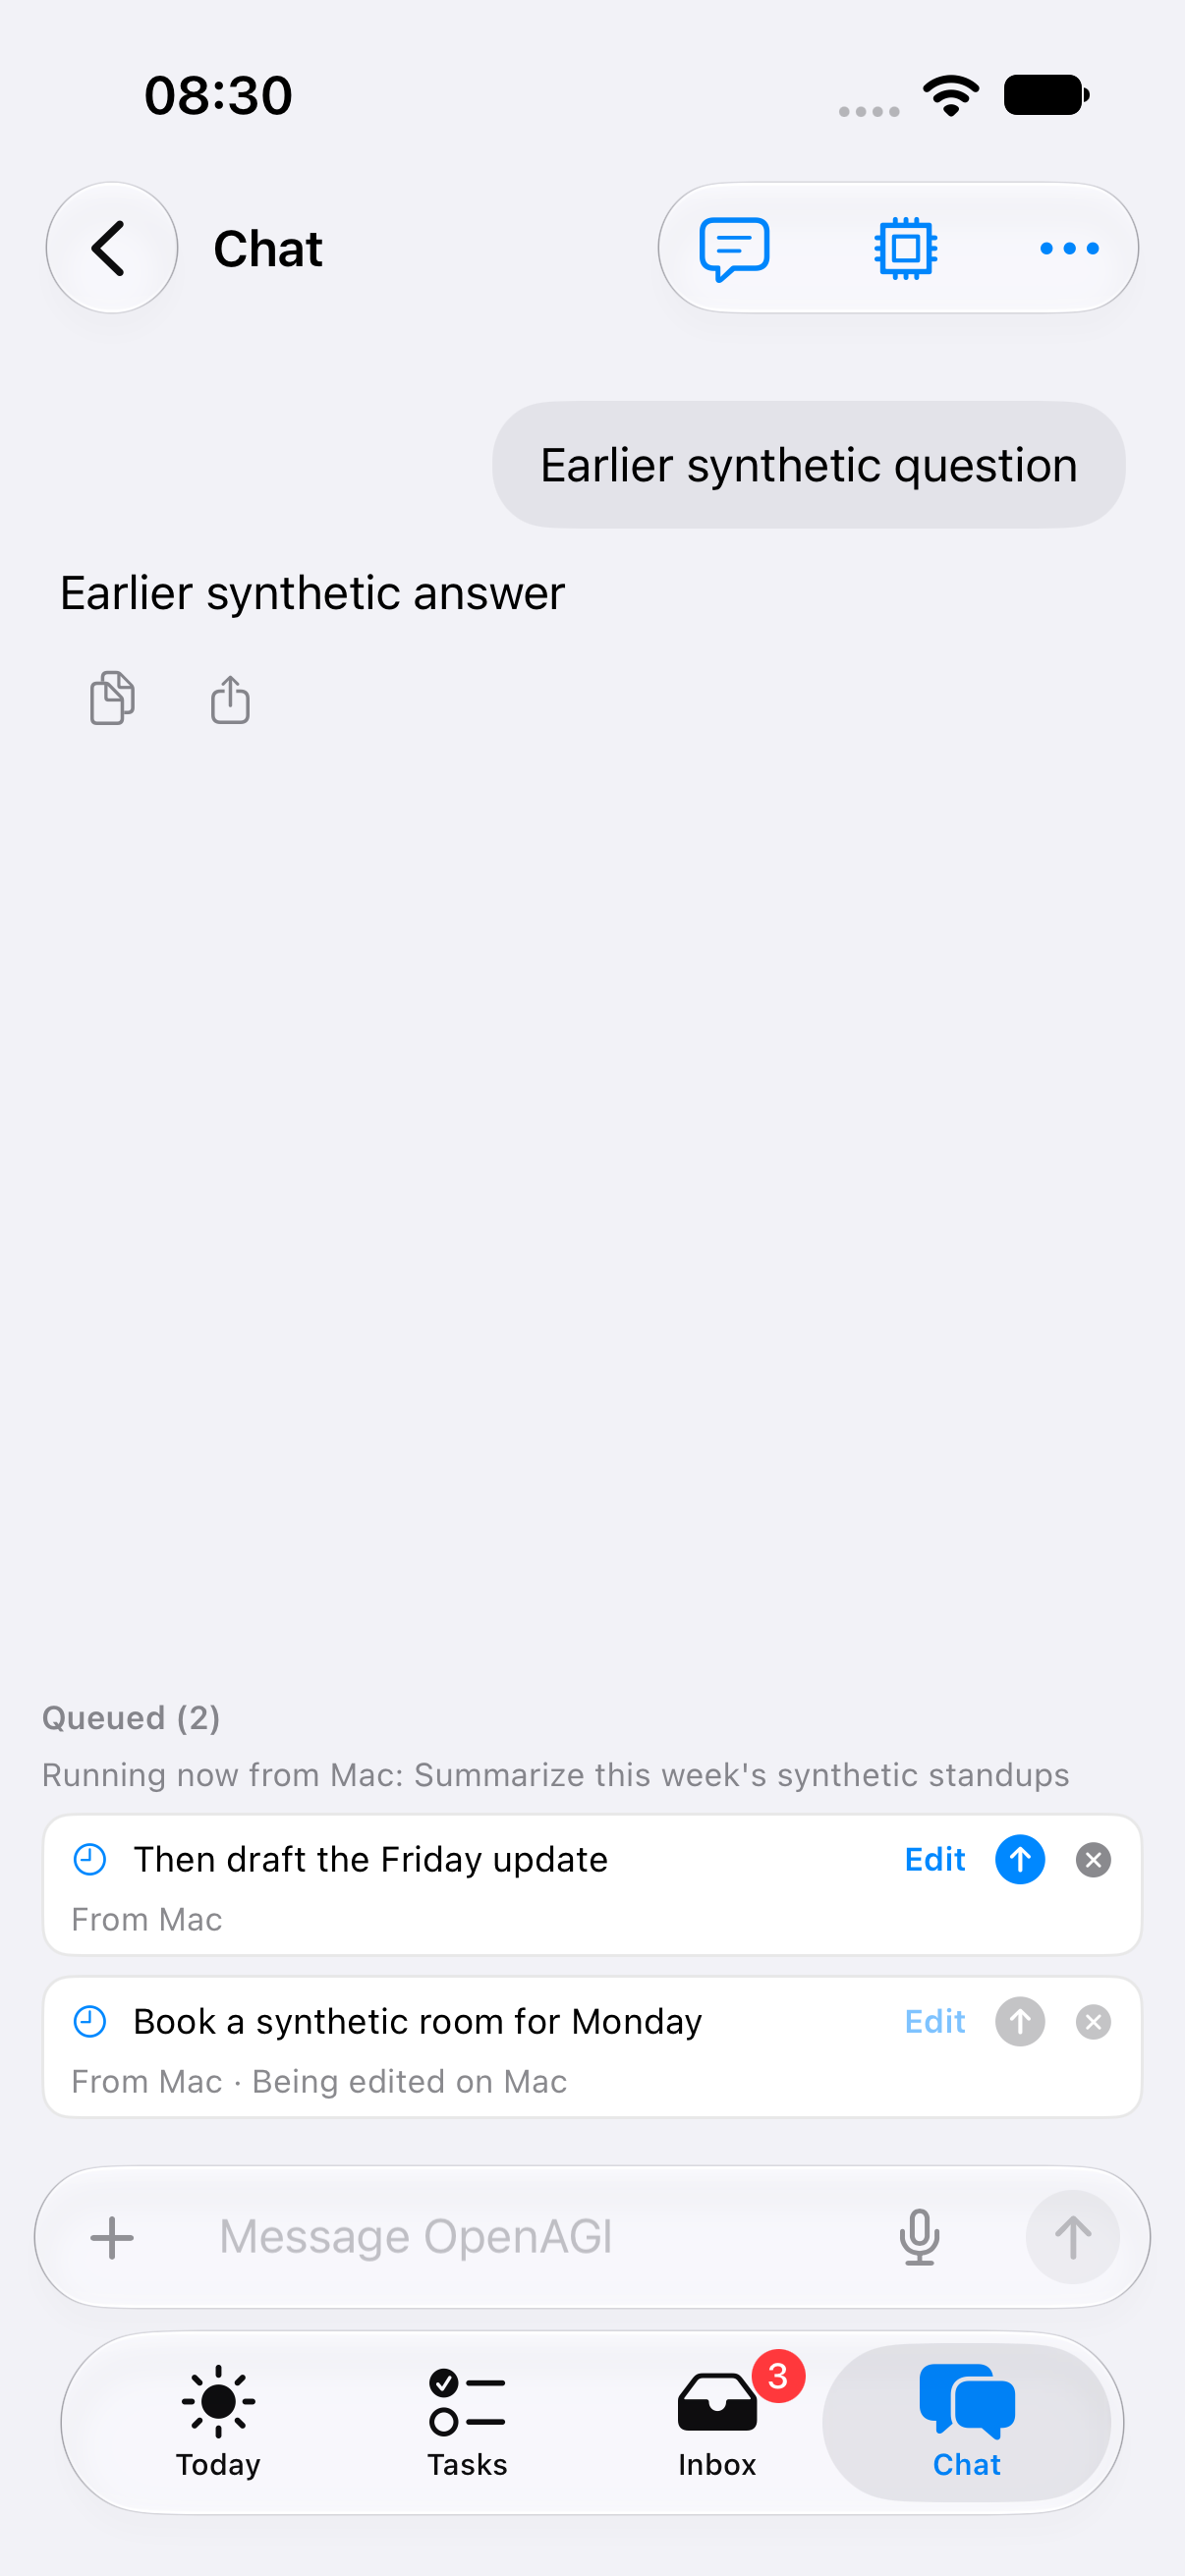 08:30
Chat
Earlier synthetic question
Earlier synthetic answer
Queued (2)
Running now from Mac: Summarize this week's synthetic standups
Then draft the Friday update Edit
From Mac
Book a synthetic room for Monday Edit
From Mac · Being edited on Mac
Message OpenAGI
3
Today Tasks Inbox Chat